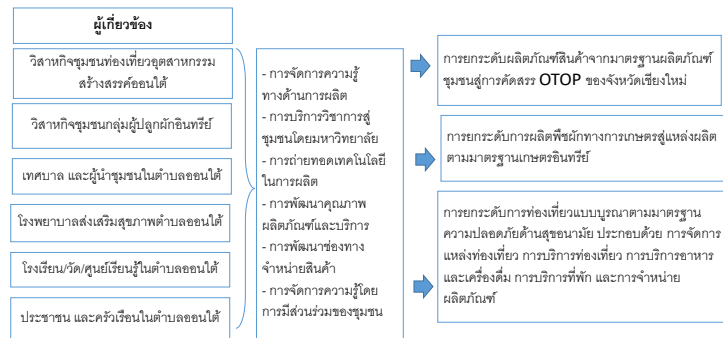 ผู้เกี่ยวข้อง
วิสาหกิจชุมชนท่องเที่ยวอุตสาหกรรม
สร้างสรรค์ออนใต้
วิสาหกิจชุมชนกลุ่มผู้ปลูกผักอินทรีย์
เทศบาล และผู้นำชุมชนในตำบลออนใต้
โรงพยาบาลส่งเสริมสุขภาพตำบลออนใต้
โรงเรียน/วัด/ศูนย์เรียนรู้ในตำบลออนใต้
ประชาชน และครัวเรือนในตำบลออนใต้
- การจัดการความรู้
ทางด้านการผลิต
- การบริการวิชาการสู่
ชุมชนโดยมหาวิทยาลัย
- การถ่ายทอดเทคโนโลยี
ในการผลิต
- การพัฒนาคุณภาพ
ผลิตภัณฑ์และบริการ
- การพัฒนาช่องทาง
จำหน่ายสินค้า
- การจัดการความรู้โดย
การมีส่วนร่วมของชุมชน
การยกระดับผลิตภัณฑ์สินค้าจากมาตรฐานผลิตภัณฑ์
ชุมชนสู่การคัดสรร OTOP ของจังหวัดเชียงใหม่
การยกระดับการผลิตพืชผักทางการเกษตรสู่แหล่งผลิต
ตามมาตรฐานเกษตรอินทรีย์
การยกระดับการท่องเที่ยวแบบบูรณาตามมาตรฐาน
ความปลอดภัยด้านสุขอนามัย ประกอบด้วย การจัดการ
แหล่งท่องเที่ยว การบริการท่องเที่ยว การบริการอาหาร
และเครื่องดื่ม การบริการที่พัก และการจำหน่าย
ผลิตภัณฑ์